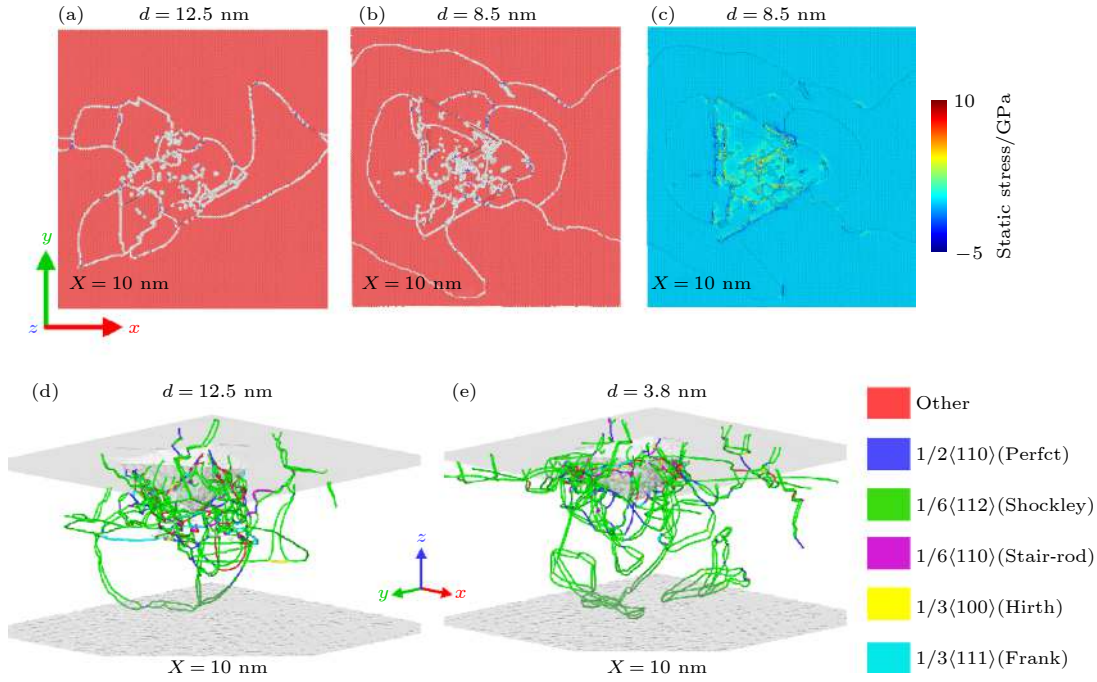 (a)
d = 12.5 nm
(b)
d = 8.5 nm
(c)
d = 8.5 nm
X = 10 nm
X = 10 nm
X = 10 nm
y
z
x
10
−5
Static stress/GPa
(d)
d = 12.5 nm
(e)
d = 3.8 nm
X = 10 nm
X = 10 nm
z
y
x
Other
1/2⟨110⟩(Perfct)
1/6⟨112⟩(Shockley)
1/6⟨110⟩(Stair-rod)
1/3⟨100⟩(Hirth)
1/3⟨111⟩(Frank)